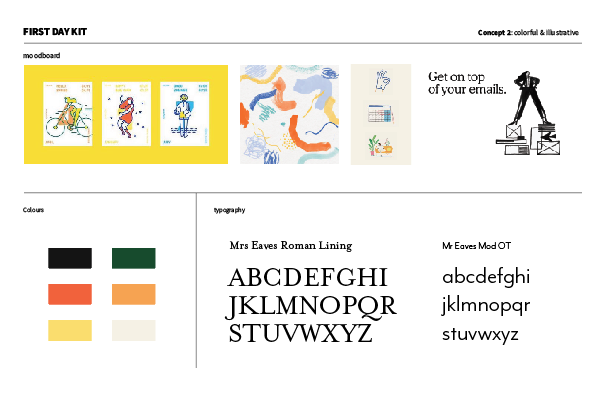 FIRST DAY KIT
Concept 2: colorful & Illustrative
moodboard
Get on top
of your emails.
Colours
typography
Mrs Eaves Roman Lining
ABCDEFGHI
JKLMNOPQR
STUVWXYZ
Mr Eaves Mod OT
abcdefghi
jklmnopqr
stuvwxyz